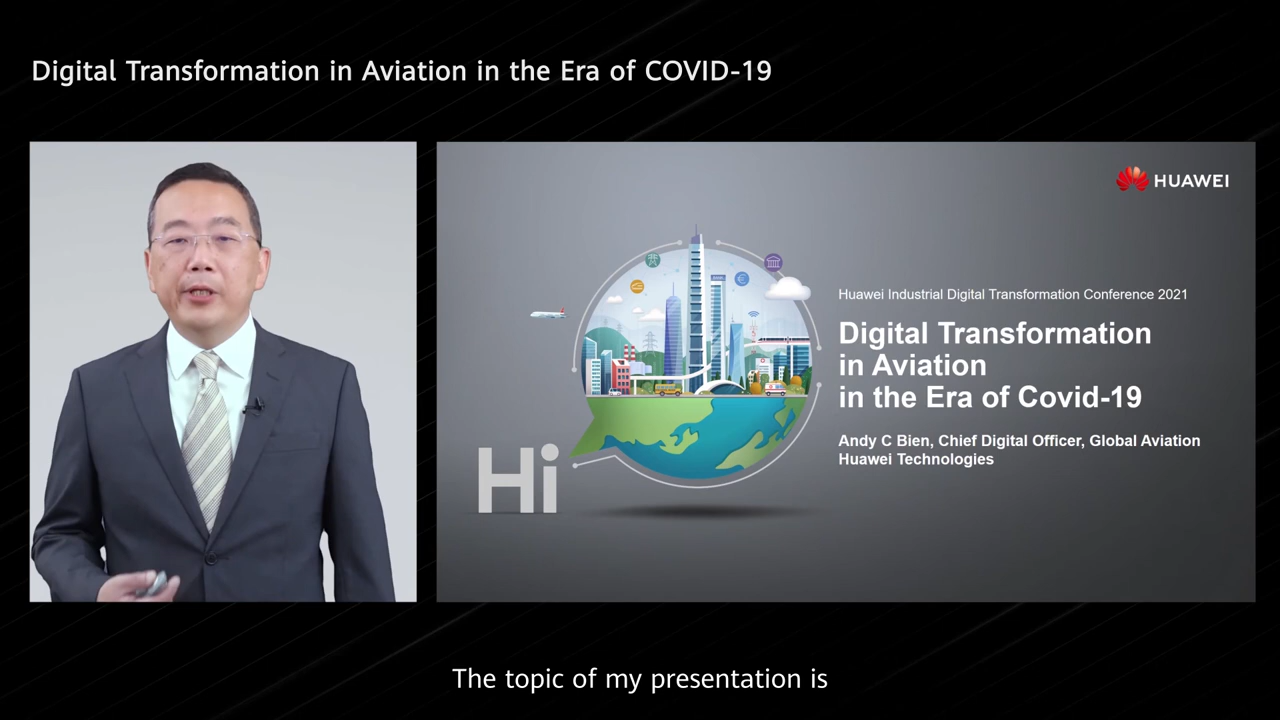 Digital Transformation in Aviation in the Era of COVID-19
HUAWEI
Huawei Industrial Digital Transformation Conference 2021
Digital Transformation
in Aviation
in the Era of Covid-19
Andy C Bien, Chief Digital Officer, Global Aviation
Huawei Technologies
Hi
The topic of my presentation is